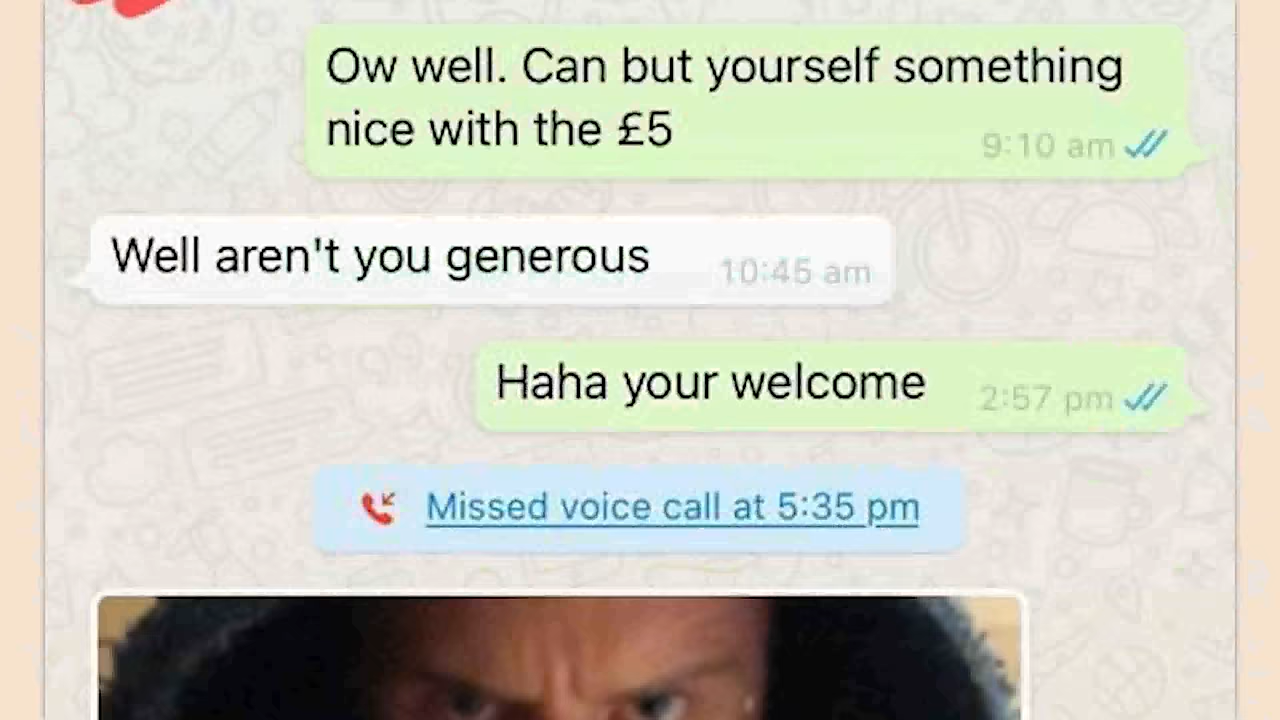 Ow well. Can but yourself something
nice with the £5
9:10 am
Well aren't you generous
10:45 am
Haha your welcome
2:57 pm
Missed voice call at 5:35 pm